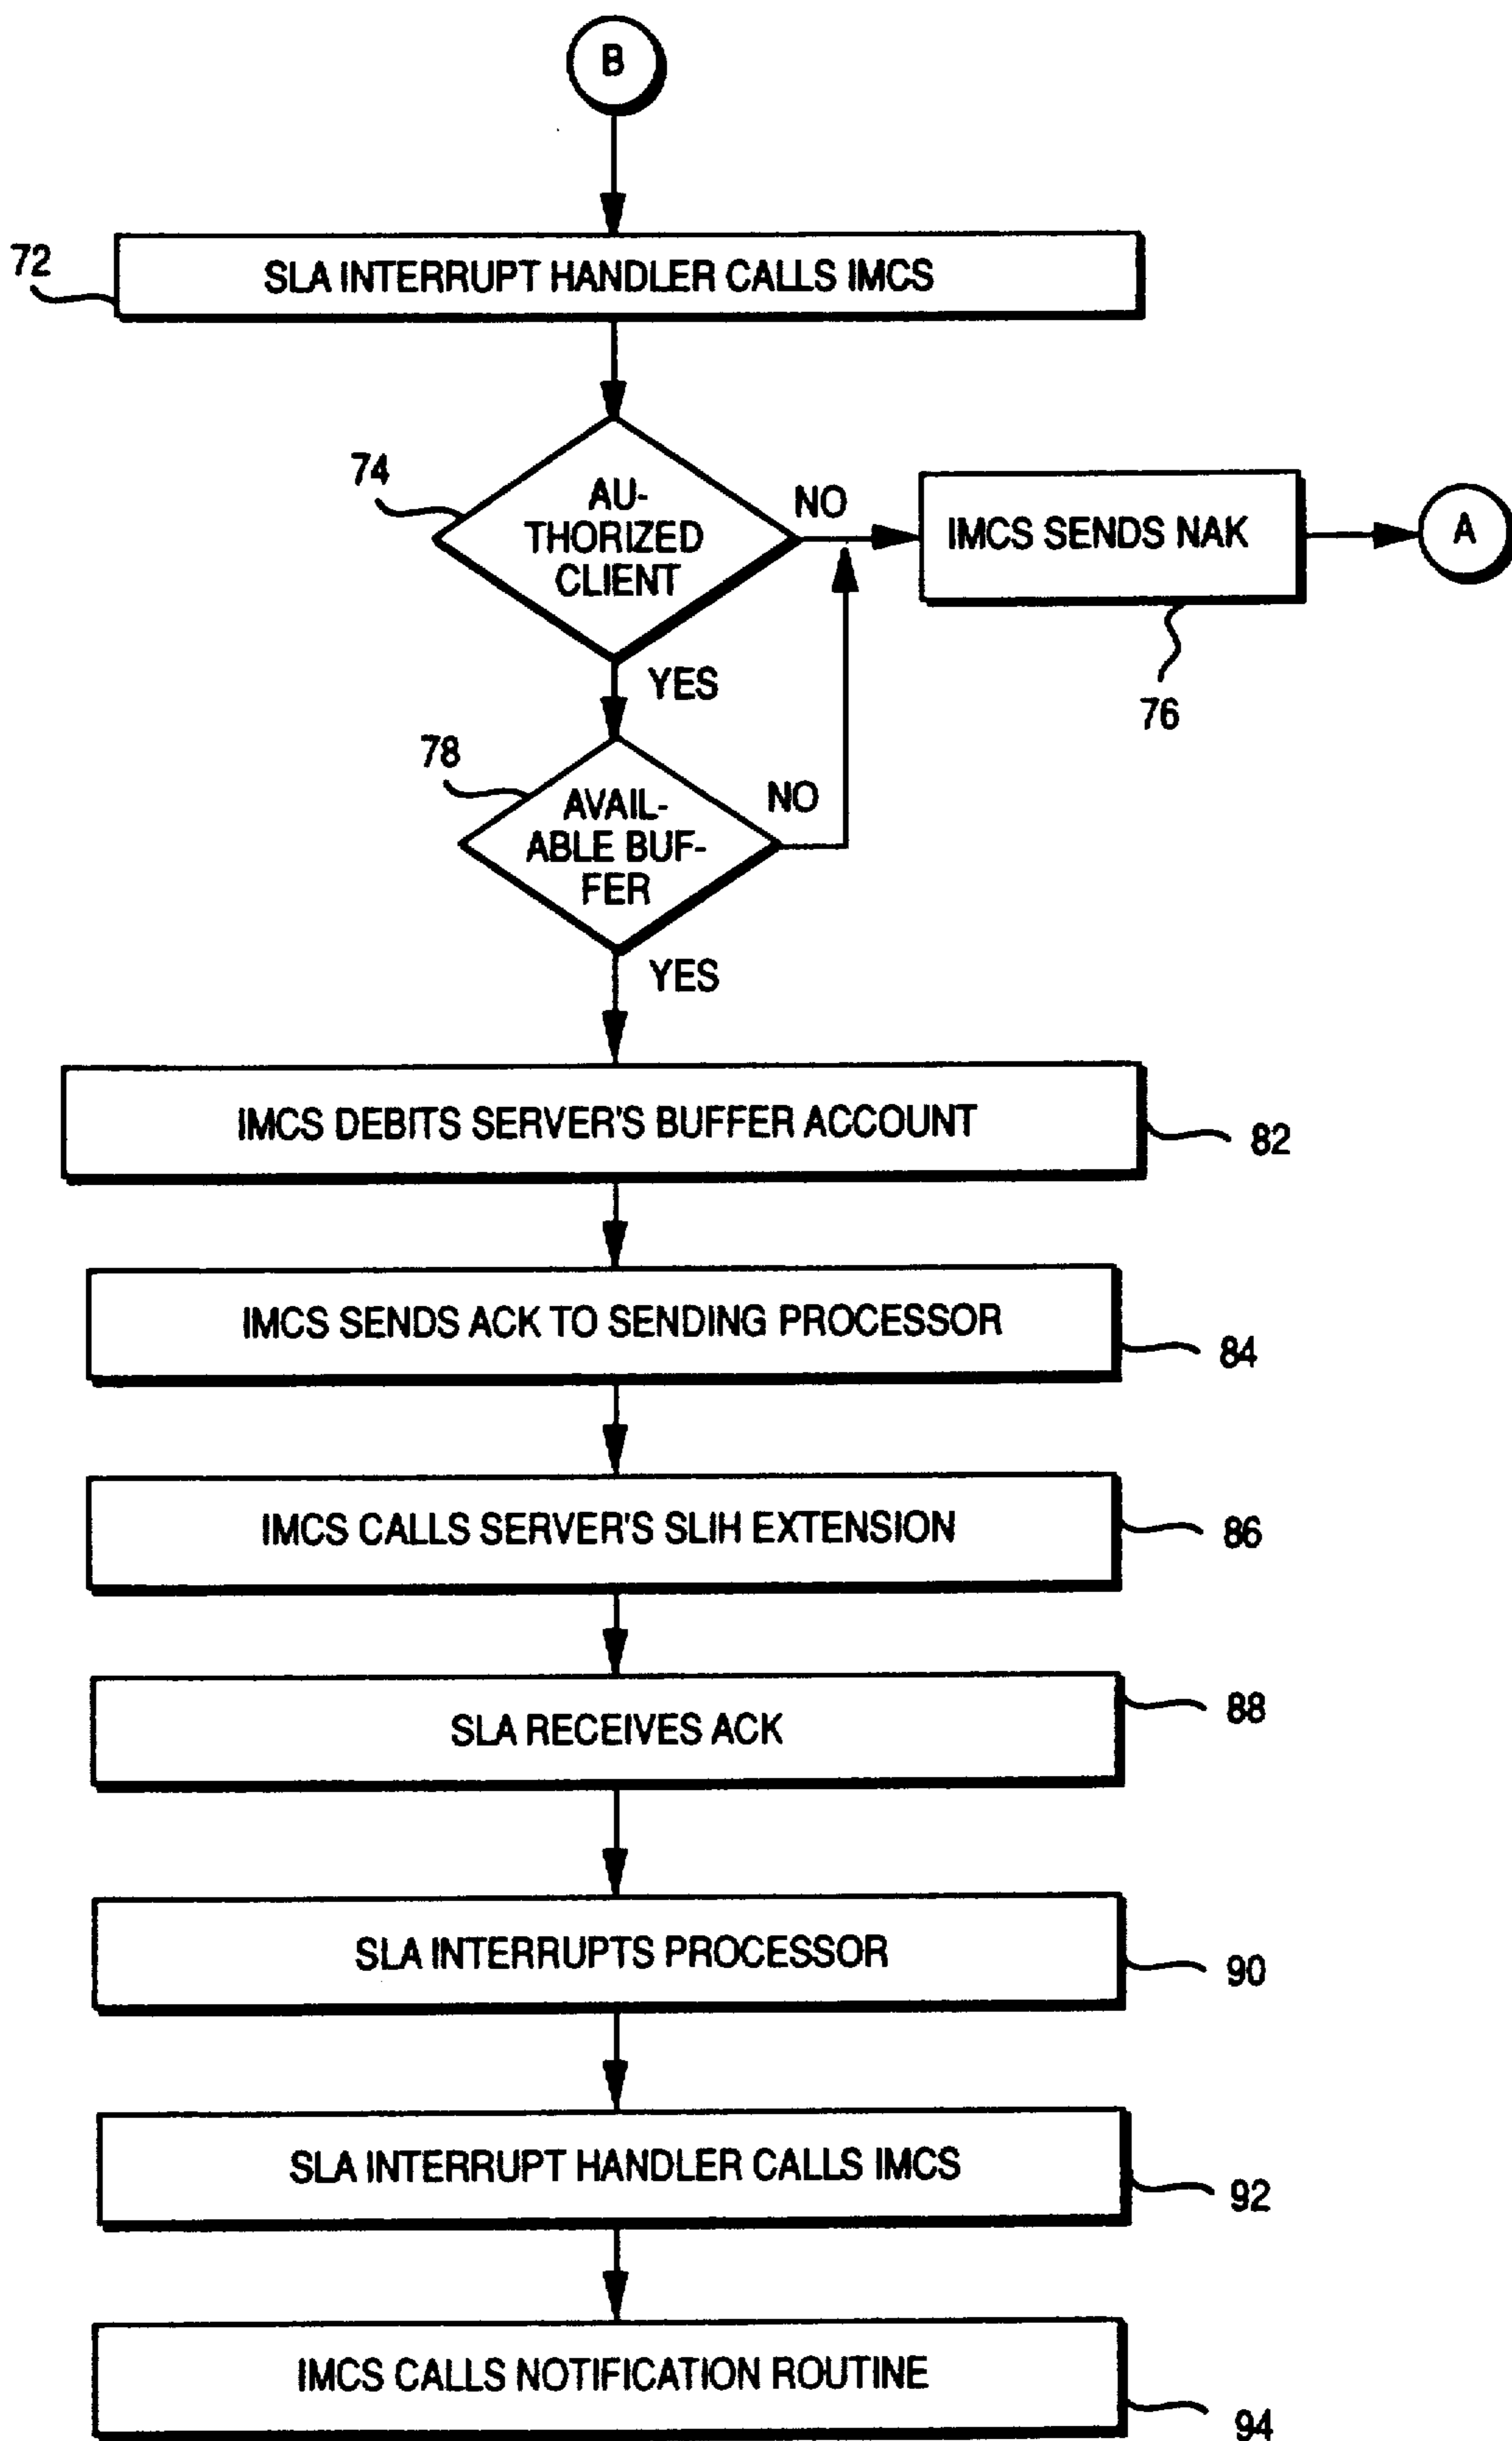 B
72
SLA INTERRUPT HANDLER CALLS IMCS
74
AU-
THORIZED
CLIENT
NO
IMCS SENDS NAK
A
76
YES
78
AVAIL-
ABLE BUF-
FER
NO
YES
IMCS DEBITS SERVER'S BUFFER ACCOUNT
82
IMCS SENDS ACK TO SENDING PROCESSOR
84
IMCS CALLS SERVER'S SLIH EXTENSION
86
SLA RECEIVES ACK
88
SLA INTERRUPTS PROCESSOR
90
SLA INTERRUPT HANDLER CALLS IMCS
92
IMCS CALLS NOTIFICATION ROUTINE
94